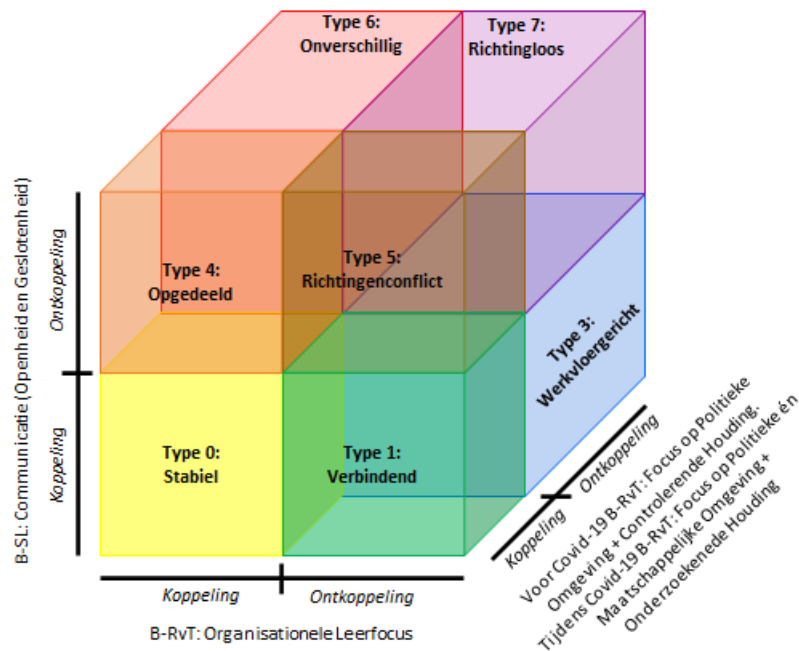 Type 6:
Onverschillig
Type 7:
Richtingloos
Type 4:
Opgedeeld
Type 5:
Richtingenconflict
Type 3:
Werkvloergericht
Type 0:
Stabiel
Type 1:
Verbindend
B-SL: Communicatie (Openheid en Geslotenheid)
Ontkoppeling
Koppeling
Koppeling
Ontkoppeling
B-RvT: Organisationele Leerfocus
Koppeling
Ontkoppeling
Voor Covid-19 B-RvT: Focus op Politieke
Omgeving + Controlerende Houding.
Tijdens Covid-19 B-RvT: Focus op Politieke én
Maatschappelijke Omgeving +
Onderzoekenede Houding